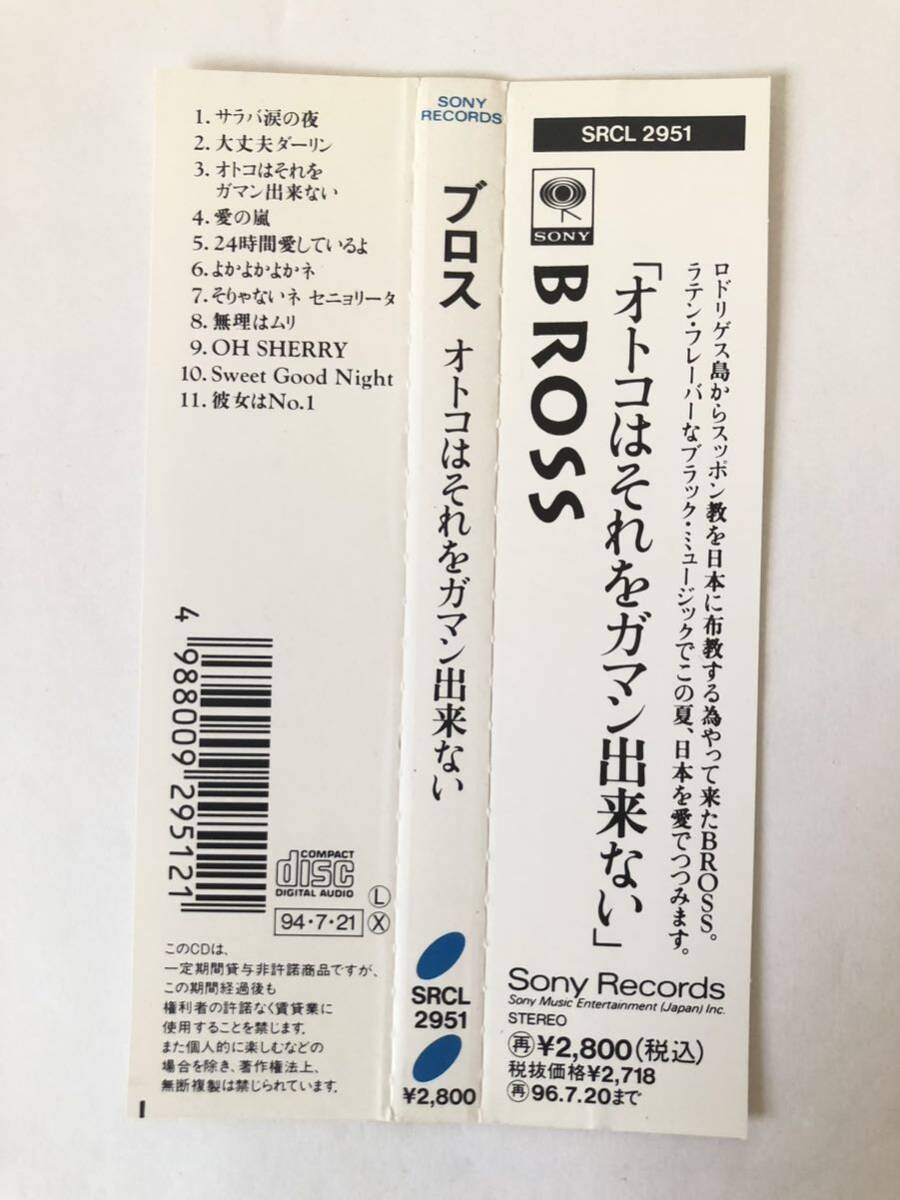 1. サラバ涙の夜
2. 大丈夫ダーリン
3. オトコはそれを
ガマン出来ない
4. 愛の嵐
5. 24時間愛しているよ
6. よかよかよかネ
7. そりゃないネ セニョリータ
8. 無理はムリ
9. OH SHERRY
10. Sweet Good Night
11. 彼女はNo.1
4 988009 295121
COMPACT
disc
DIGITAL AUDIO
94・7・21
Ⓛ
Ⓧ
このCDは、
一定期間貸与非許諾商品ですが、
この期間経過後も
権利者の許諾なく賃貸業に
使用することを禁じます。
また個人的に楽しむなどの
場合を除き、著作権法上、
無断複製は禁じられています。
SONY
RECORDS
ブロス オトコはそれをガマン出来ない
SRCL
2951
¥2,800
SRCL 2951
SONY
BROSS
「オトコはそれをガマン出来ない」
ロドリゲス島からスッポン教を日本に布教する為やって来たBROSS。
ラテン・フレーバーなブラック・ミュージックでこの夏、日本を愛でつつみます。
Sony Records
Sony Music Entertainment (Japan) Inc.
STEREO
再¥2,800(税込)
税抜価格¥2,718
再96.7.20まで